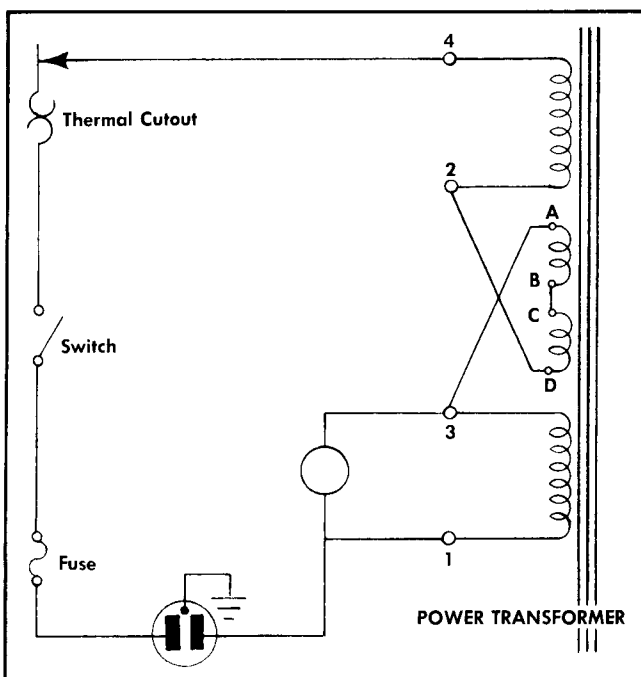 4
Thermal Cutout
2
A
B
C
Switch
D
3
Fuse
1
POWER TRANSFORMER